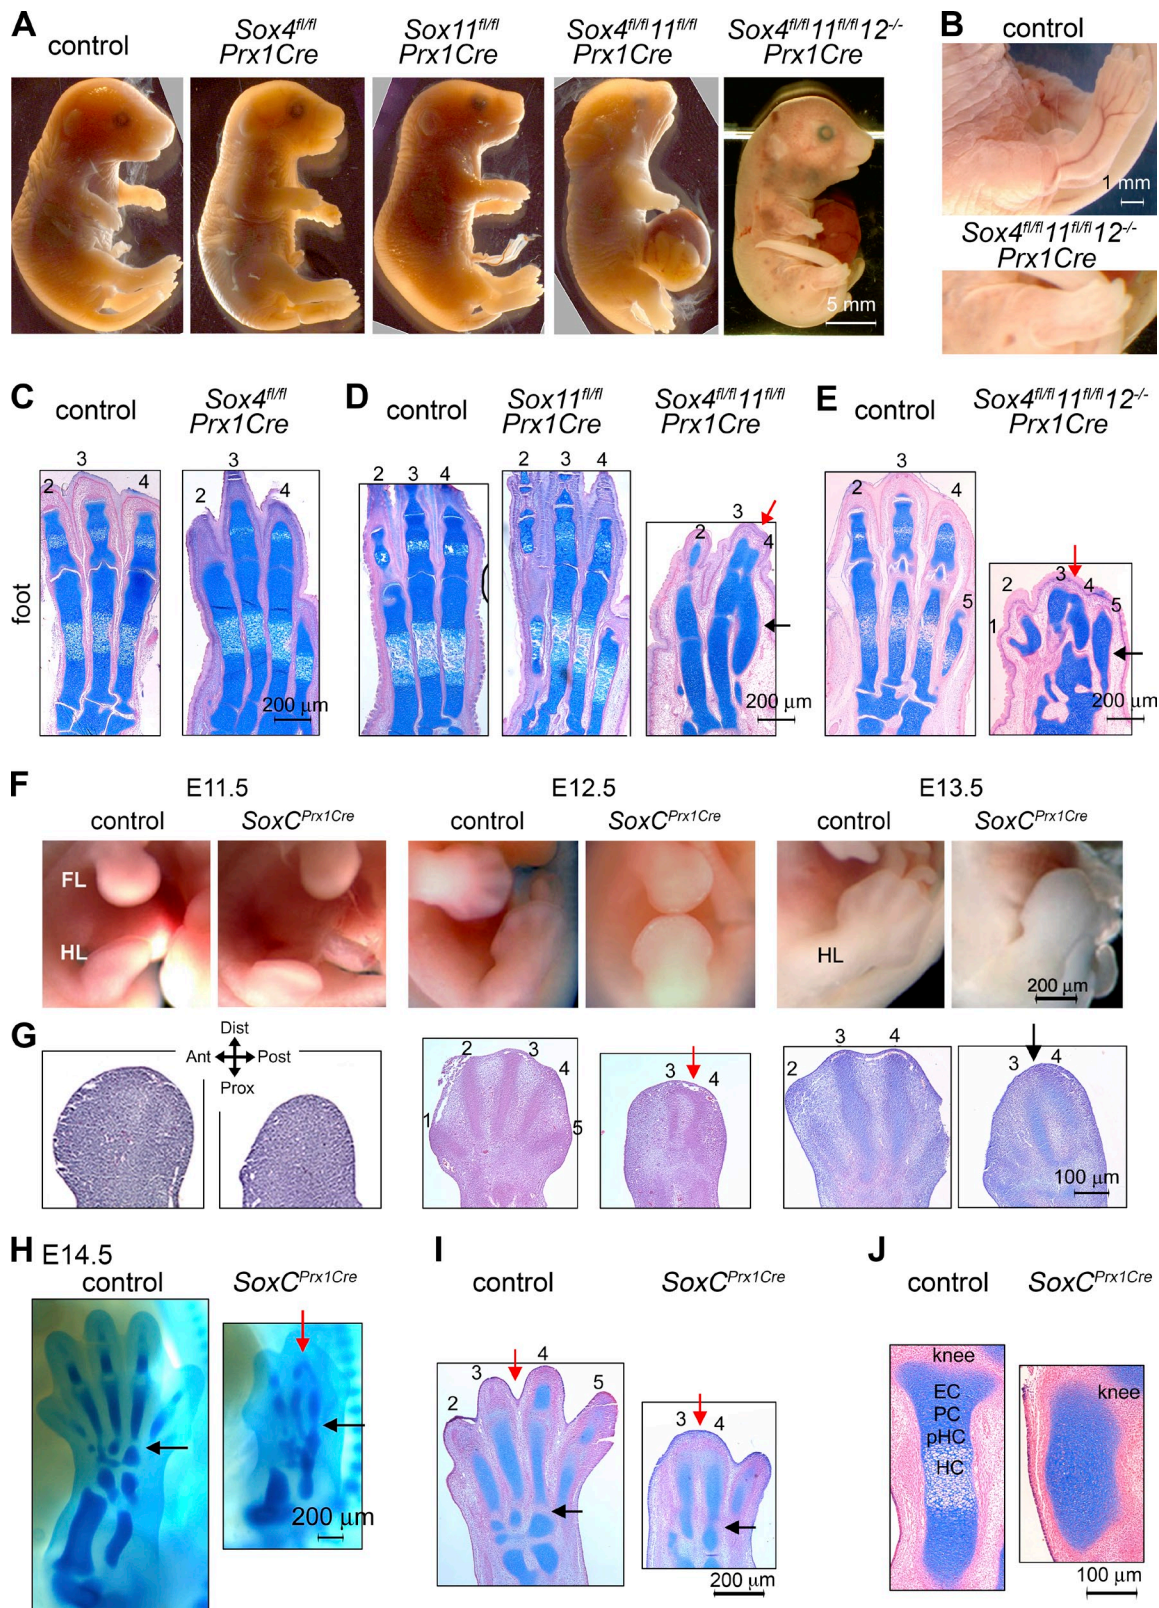 A
control
Sox4fl/fl
Prx1Cre
Sox11fl/fl
Prx1Cre
Sox4fl/fl11fl/fl
Prx1Cre
Sox4fl/fl11fl/fl12-/-
Prx1Cre
5 mm
B
control
1 mm
Sox4fl/fl11fl/fl12-/-
Prx1Cre
C
control
Sox4fl/fl
Prx1Cre
foot
2 3 4
2 3 4
200 µm
D
control
Sox11fl/fl
Prx1Cre
Sox4fl/fl11fl/fl
Prx1Cre
2 3 4
2 3 4
2 3 4
200 µm
E
control
Sox4fl/fl11fl/fl12-/-
Prx1Cre
2 3 4 5
1 2 3 4 5
200 µm
F
E11.5
E12.5
E13.5
control
SoxCPrx1Cre
control
SoxCPrx1Cre
control
SoxCPrx1Cre
FL
HL
HL
200 µm
G
Dist
Ant
Post
Prox
1 2 3 4 5
3 4
2 3 4
3 4
100 µm
H
E14.5
control
SoxCPrx1Cre
200 µm
I
control
SoxCPrx1Cre
2 3 4 5
3 4
200 µm
J
control
SoxCPrx1Cre
knee
EC
PC
pHC
HC
knee
100 µm